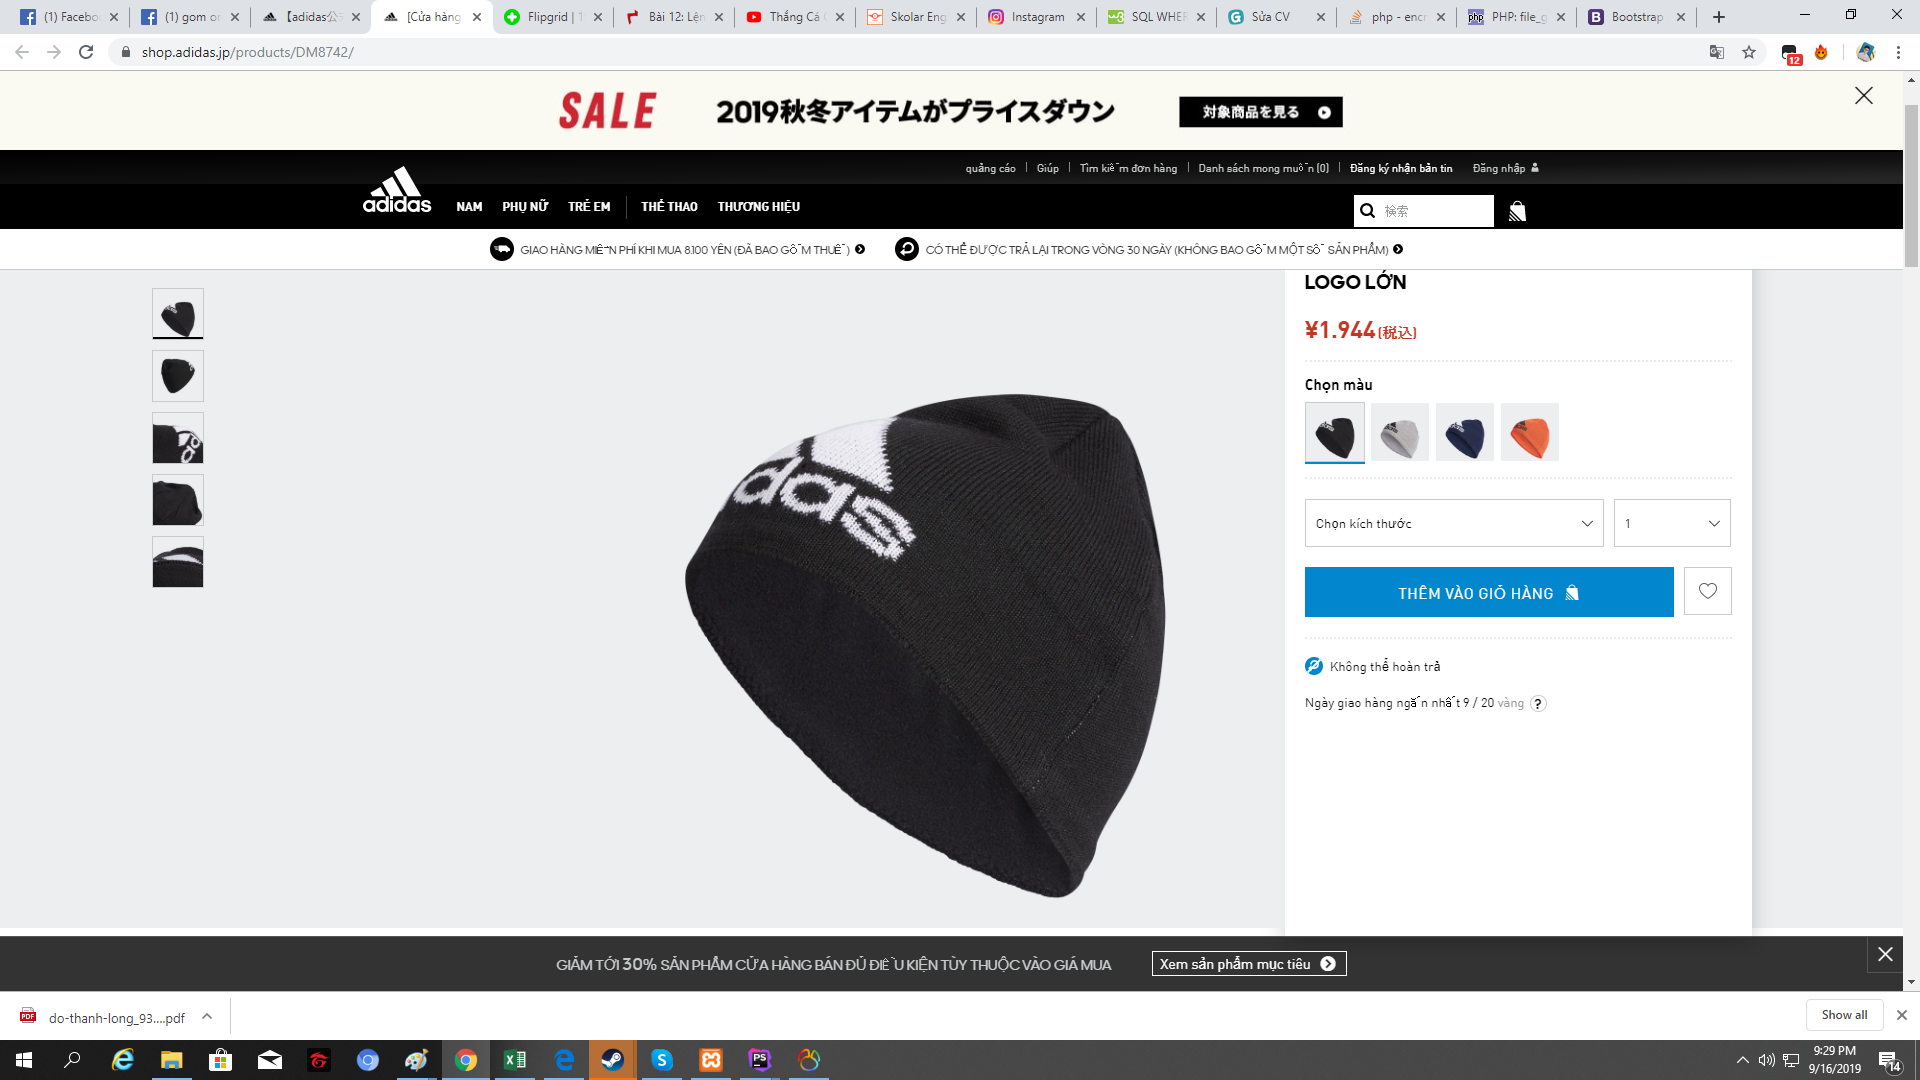 (1) Facebo
(1) gom or
【adidas公式
[Cửa hàng
Flipgrid | 1
Bài 12: Lện
Thắng Cá C
Skolar Eng
Instagram
SQL WHER
Sửa CV
php - encr
PHP: file_g
Bootstrap
shop.adidas.jp/products/DM8742/
12
SALE 2019秋冬アイテムがプライスダウン 対象商品を見る
quảng cáo Giúp Tìm kiếm đơn hàng Danh sách mong muốn (0) Đăng ký nhận bản tin Đăng nhập
adidas NAM PHỤ NỮ TRẺ EM THỂ THAO THƯƠNG HIỆU 検索
GIAO HÀNG MIỄN PHÍ KHI MUA 8.100 YÊN (ĐÃ BAO GỒM THUẾ) CÓ THỂ ĐƯỢC TRẢ LẠI TRONG VÒNG 30 NGÀY (KHÔNG BAO GỒM MỘT SỐ SẢN PHẨM)
LOGO LỚN
¥1.944 (税込)
Chọn màu
Chọn kích thước 1
THÊM VÀO GIỎ HÀNG
Không thể hoàn trả
Ngày giao hàng ngắn nhất 9 / 20 vàng ?
adidas
GIẢM TỚI 30% SẢN PHẨM CỬA HÀNG BÁN ĐỦ ĐIỀU KIỆN TÙY THUỘC VÀO GIÁ MUA Xem sản phẩm mục tiêu
do-thanh-long_93....pdf Show all
9:29 PM
9/16/2019
14